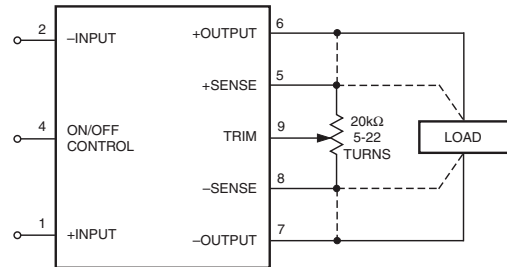 2
–INPUT
+OUTPUT
6
+SENSE
5
4
ON/OFF
CONTROL
TRIM
9
20kΩ
5-22
TURNS
LOAD
–SENSE
8
1
+INPUT
–OUTPUT
7